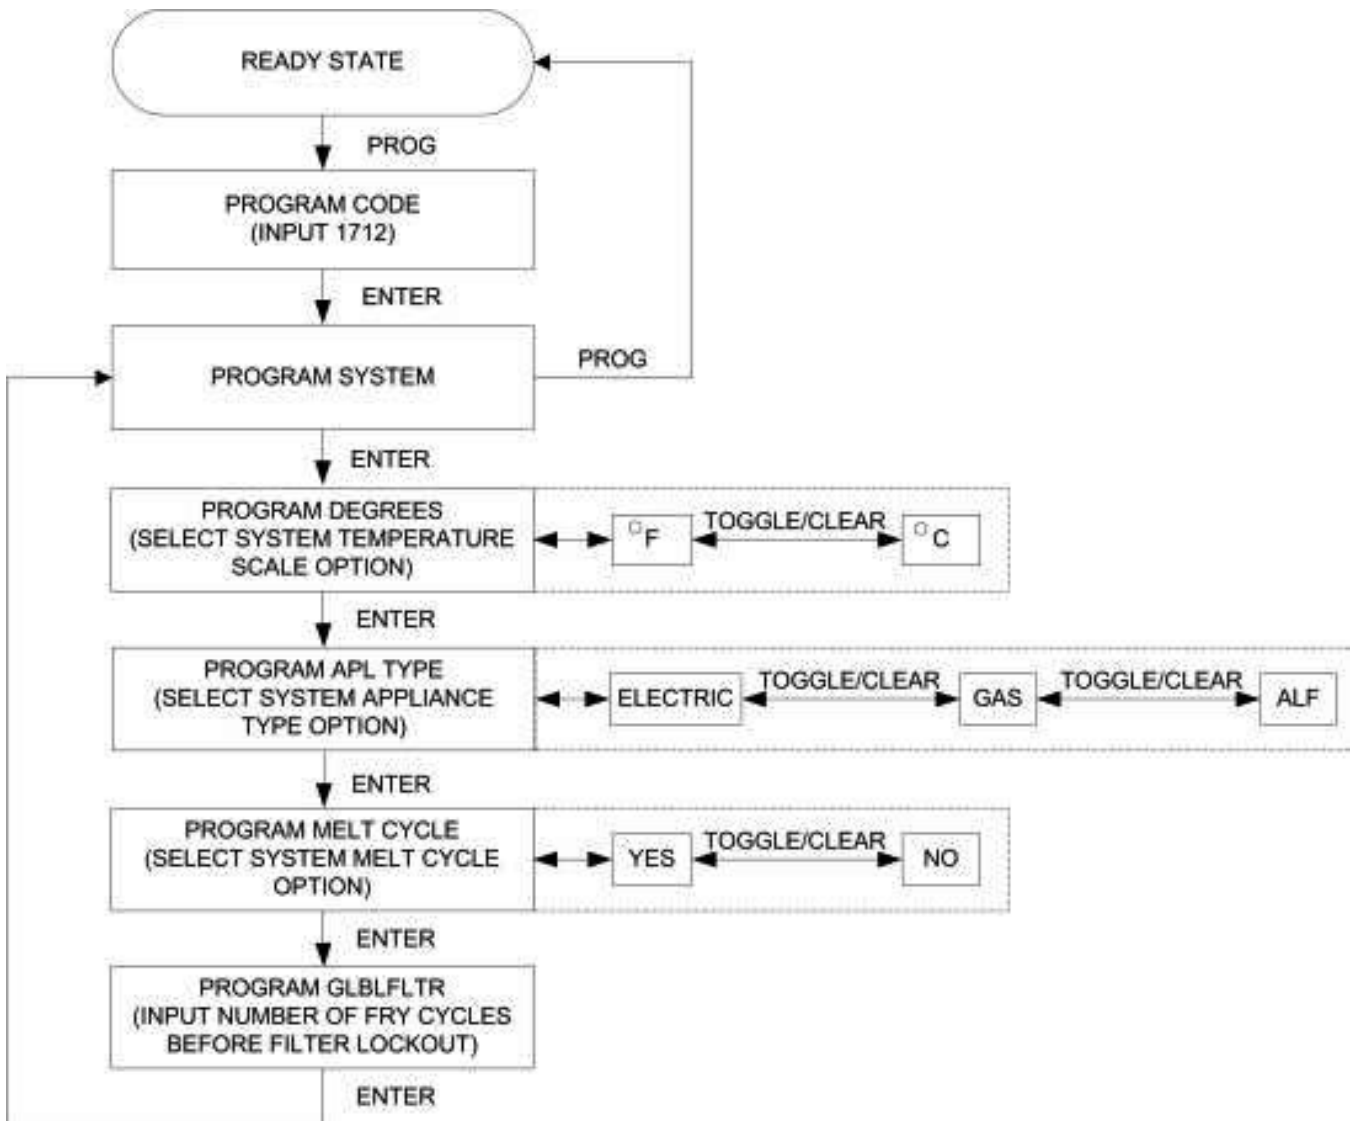 READY STATE
PROG
PROGRAM CODE
(INPUT 1712)
ENTER
PROGRAM SYSTEM
PROG
ENTER
PROGRAM DEGREES
(SELECT SYSTEM TEMPERATURE
SCALE OPTION)
°F
TOGGLE/CLEAR
°C
ENTER
PROGRAM APL TYPE
(SELECT SYSTEM APPLIANCE
TYPE OPTION)
ELECTRIC
TOGGLE/CLEAR
GAS
TOGGLE/CLEAR
ALF
ENTER
PROGRAM MELT CYCLE
(SELECT SYSTEM MELT CYCLE
OPTION)
YES
TOGGLE/CLEAR
NO
ENTER
PROGRAM GLBLFLTR
(INPUT NUMBER OF FRY CYCLES
BEFORE FILTER LOCKOUT)
ENTER